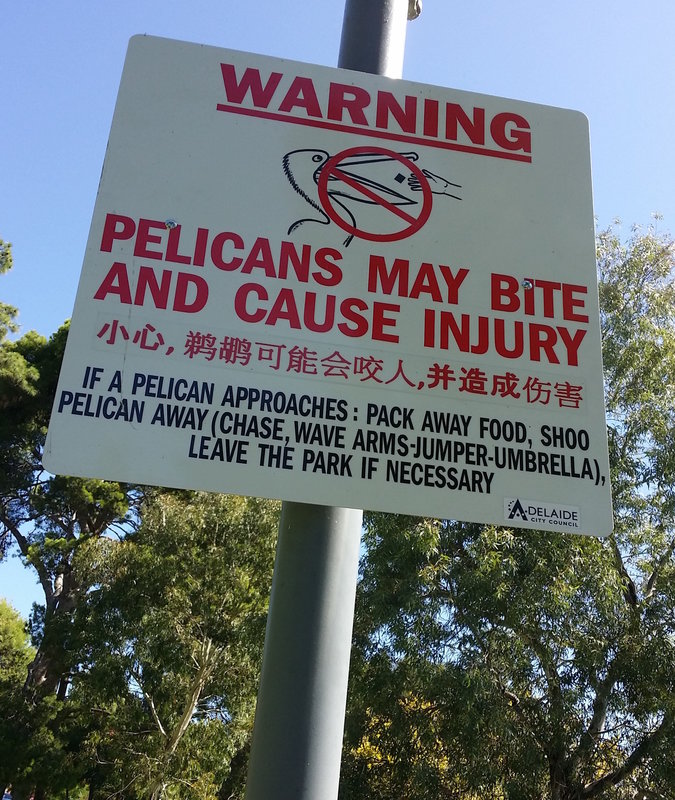 WARNING
PELICANS MAY BITE
AND CAUSE INJURY
小心, 鹈鹕可能会咬人,并造成伤害
IF A PELICAN APPROACHES: PACK AWAY FOOD, SHOO
PELICAN AWAY (CHASE, WAVE ARMS-JUMPER-UMBRELLA),
LEAVE THE PARK IF NECESSARY
ADELAIDE
CITY COUNCIL